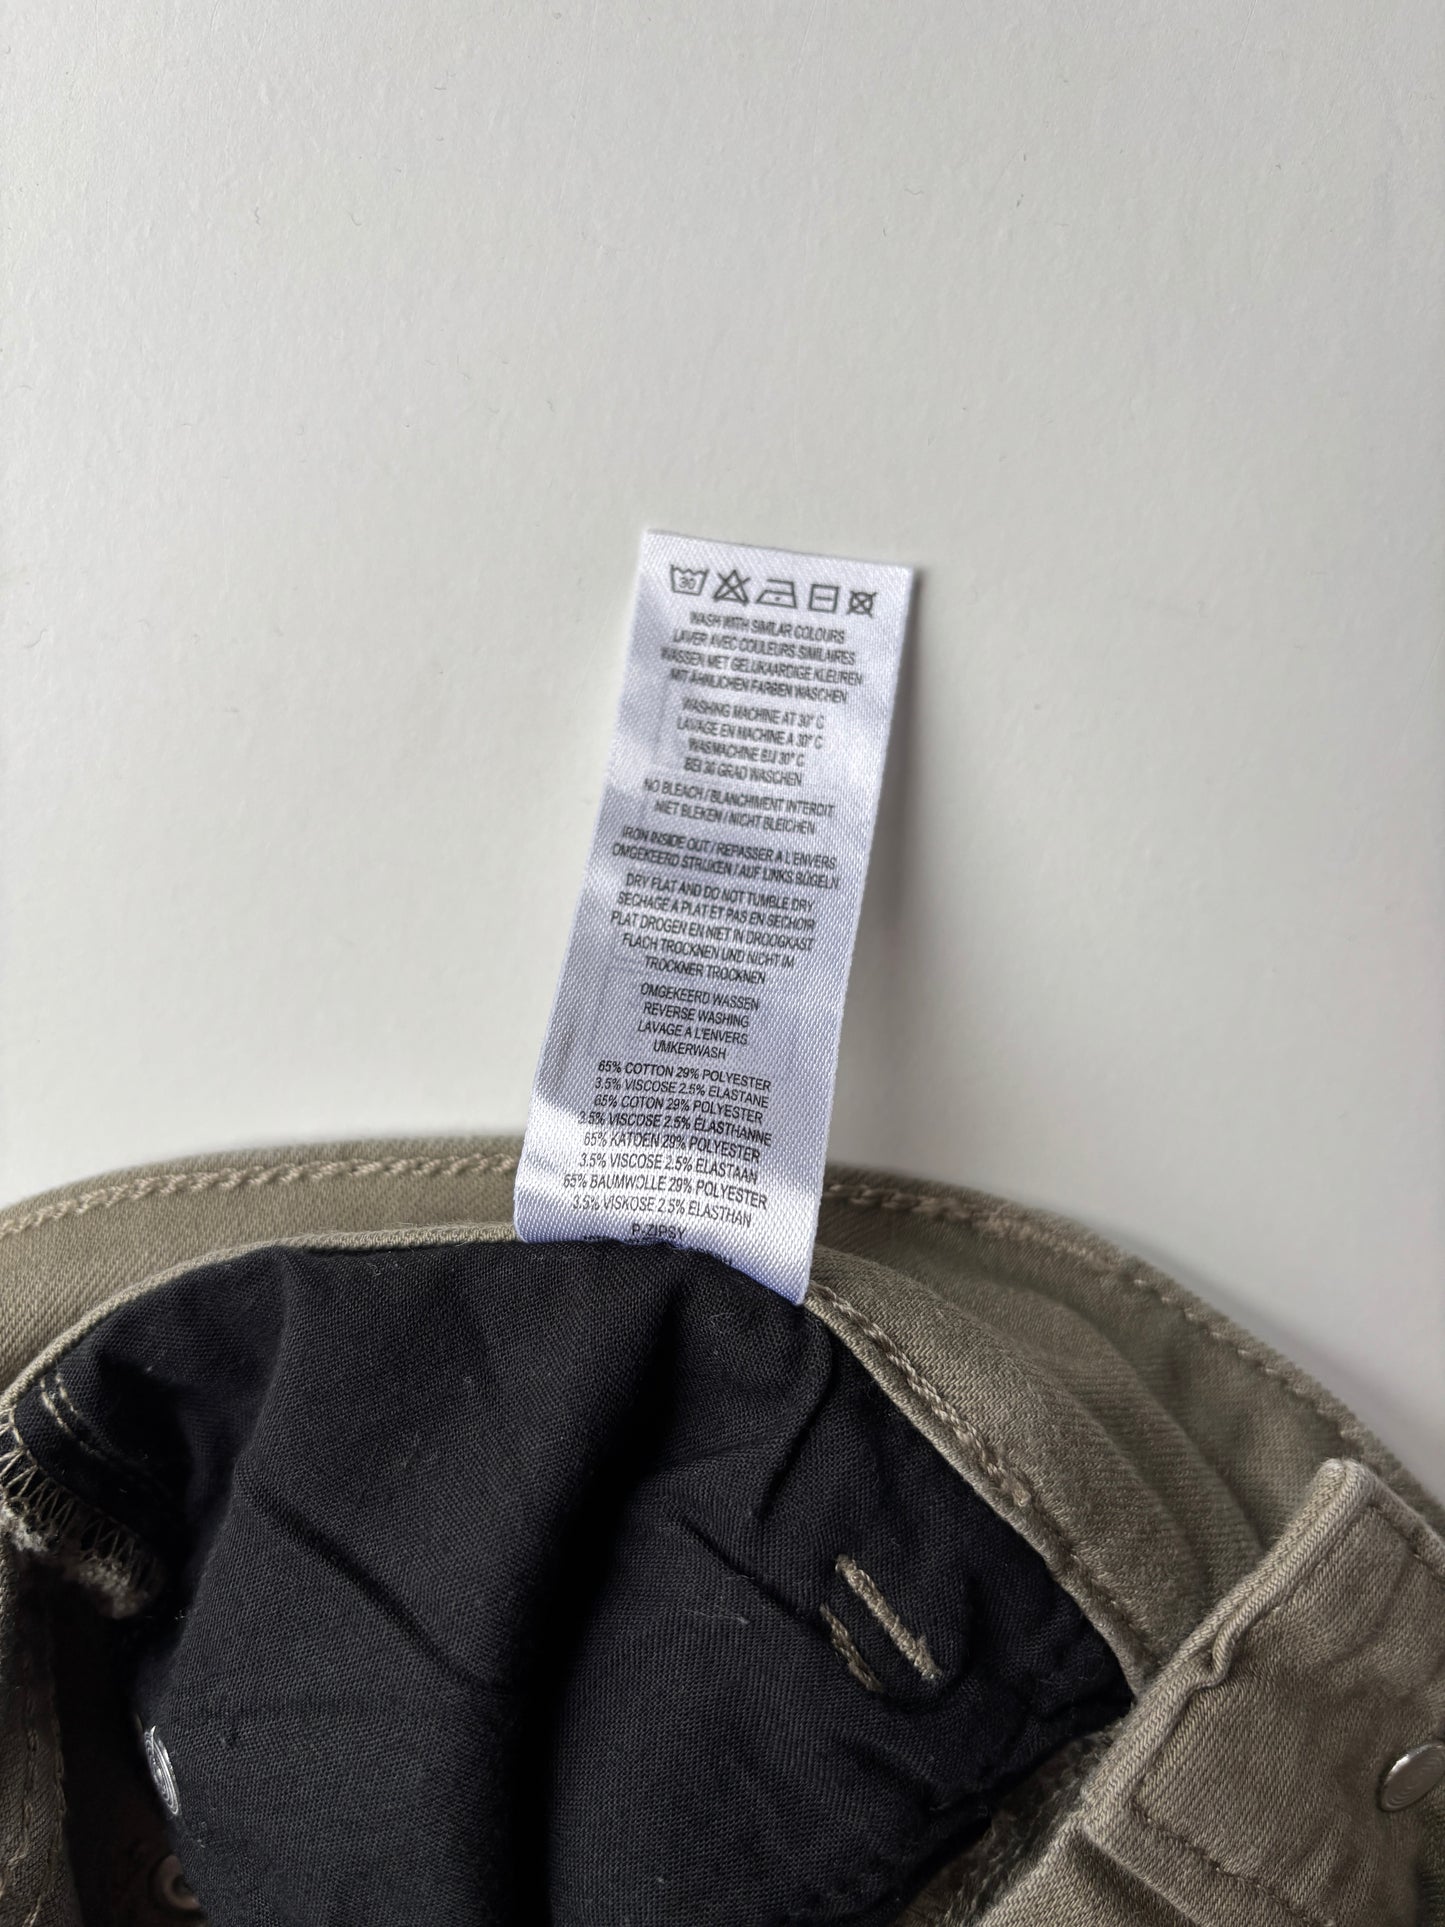 30
WASH WITH SIMILAR COLOURS
LAVER AVEC COULEURS SIMILAIRES
WASSEN MET GELIJKAARDIGE KLEUREN
MIT ÄHNLICHEN FARBEN WASCHEN
WASHING MACHINE AT 30° C
LAVAGE EN MACHINE A 30° C
WASMACHINE BIJ 30° C
BEI 30 GRAD WASCHEN
NO BLEACH / BLANCHIMENT INTERDIT
NIET BLEKEN / NICHT BLEICHEN
IRON INSIDE OUT / REPASSER A L'ENVERS
OMGEKEERD STRIJKEN / AUF LINKS BÜGELN
DRY FLAT AND DO NOT TUMBLE DRY
SECHAGE A PLAT ET PAS EN SECHOIR
PLAT DROGEN EN NIET IN DROOGKAST
FLACH TROCKNEN UND NICHT IM
TROCKNER TROCKNEN
OMGEKEERD WASSEN
REVERSE WASHING
LAVAGE A L'ENVERS
UMKERWASH
65% COTTON 29% POLYESTER
3.5% VISCOSE 2.5% ELASTANE
65% COTON 29% POLYESTER
3.5% VISCOSE 2.5% ÉLASTHANNE
65% KATOEN 29% POLYESTER
3.5% VISCOSE 2.5% ELASTAAN
65% BAUMWOLLE 29% POLYESTER
3.5% VISKOSE 2.5% ELASTHAN
P-ZIPSY